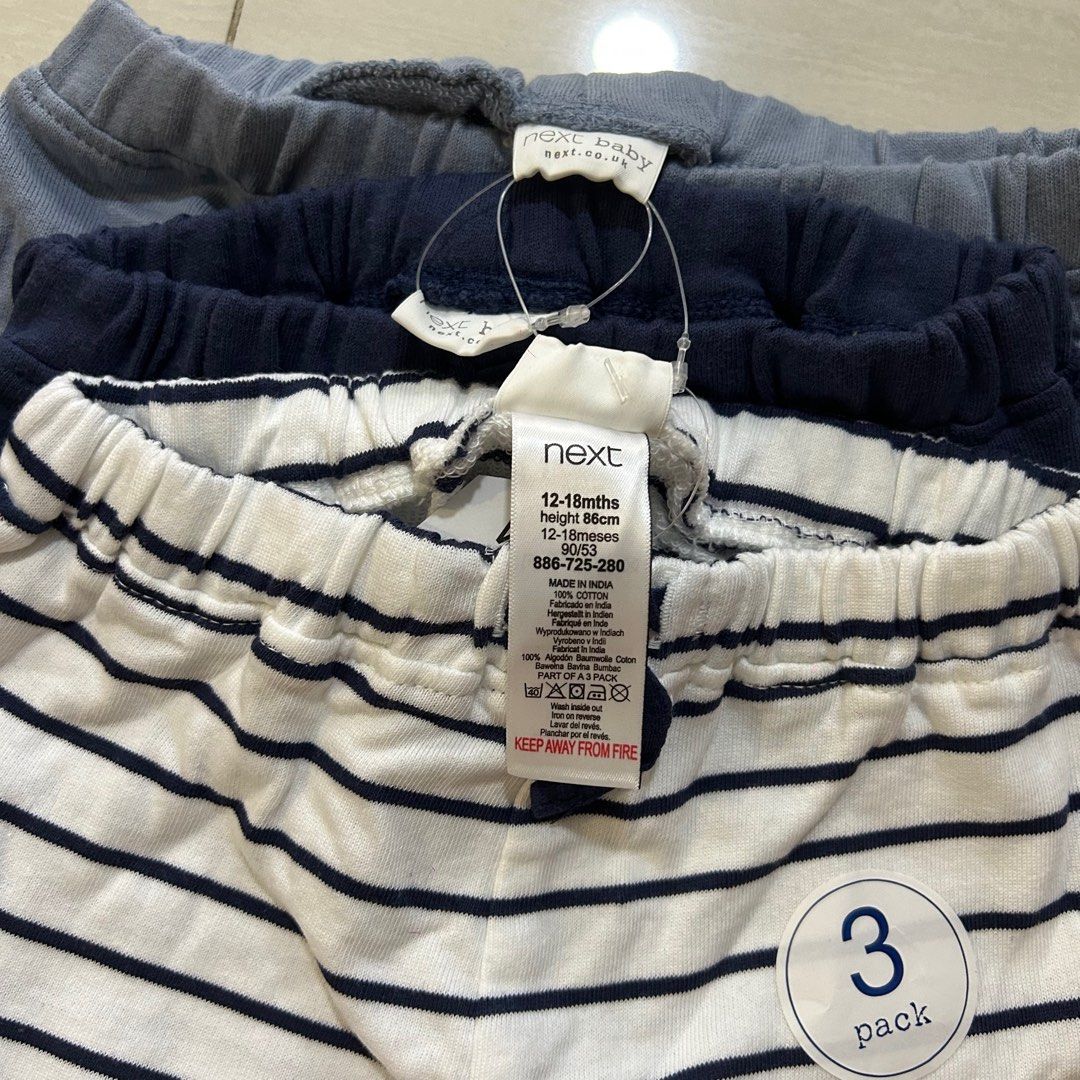 next baby
next.co.uk
next
next.c
next
12-18mths
height 86cm
12-18meses
90/53
886-725-280
MADE IN INDIA
100% COTTON
Fabricado en India
Hergestellt in Indien
Fabriqué en Inde
Wyprodukowano w Indiach
Vyrobeno v Indii
Fabricat în India
100% Algodón Baumwolle Coton
Bawełna Bavlna Bumbac
PART OF A 3 PACK
40
Wash inside out
Iron on reverse
Lavar del revés.
Planchar por el revés.
KEEP AWAY FROM FIRE
3
pack